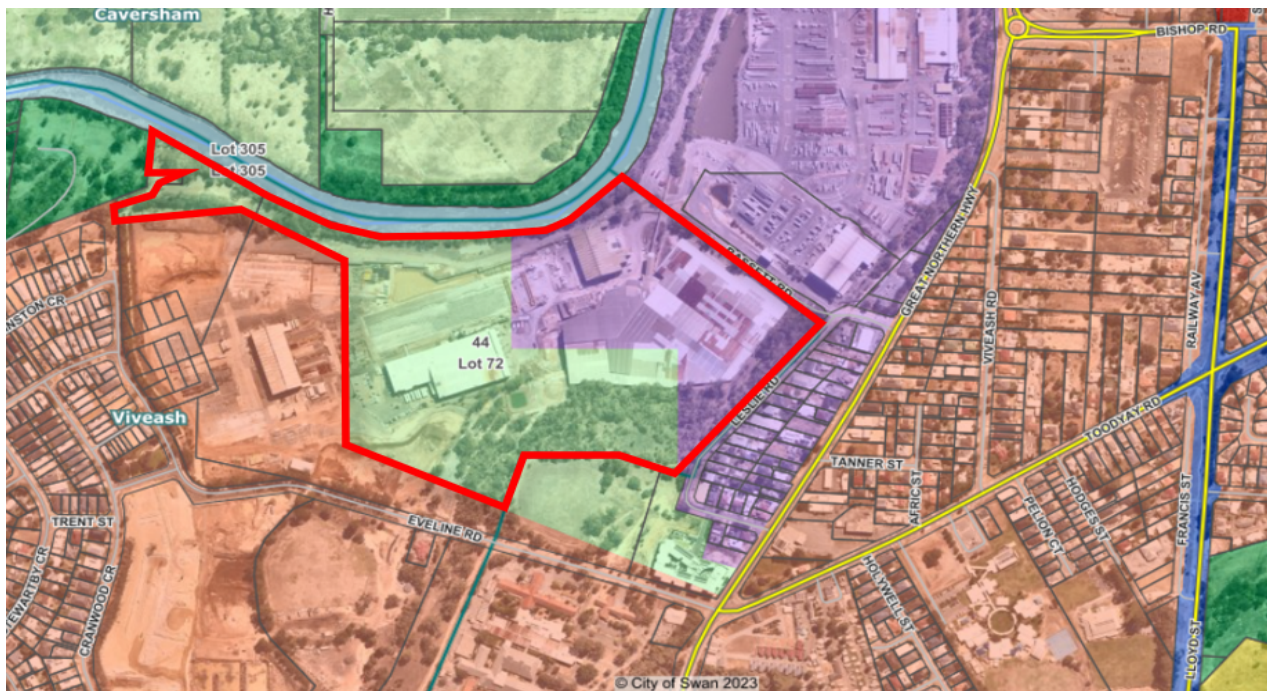 Caversham
BISHOP RD
Lot 305
Lot 305
GREAT NORTHERN HWY
VIVEASH RD
RAILWAY AV
44
Lot 72
LESLIE RD
Viveash
TOODYAY RD
TANNER ST
AFRIC ST
HODGES ST
PELION CT
FRANCIS ST
TRENT ST
EVELINE RD
CRANWOOD CR
HOLYWELL ST
LLOYD ST
© City of Swan 2023